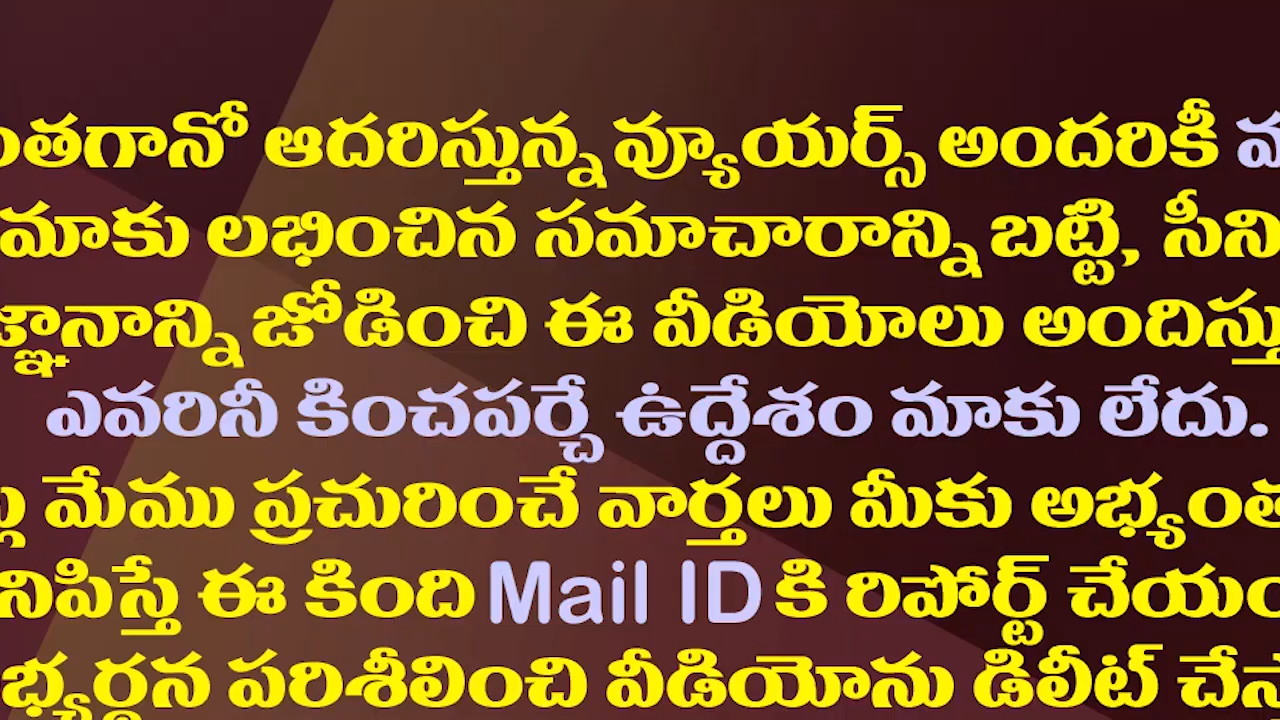 ఆదరిస్తున్న వ్యూయర్స్ అందరికీ
మాకు లభించిన సమాచారాన్ని బట్టి, సీని
జోడించి ఈ వీడియోలు
ఎవరినీ కించపర్చే ఉద్దేశం మాకు లేదు.
మేము ప్రచురించే వార్తలు మీకు
ఈ కింది Mail ID కి రిపోర్ట్
పరిశీలించి వీడియోను డిలీట్